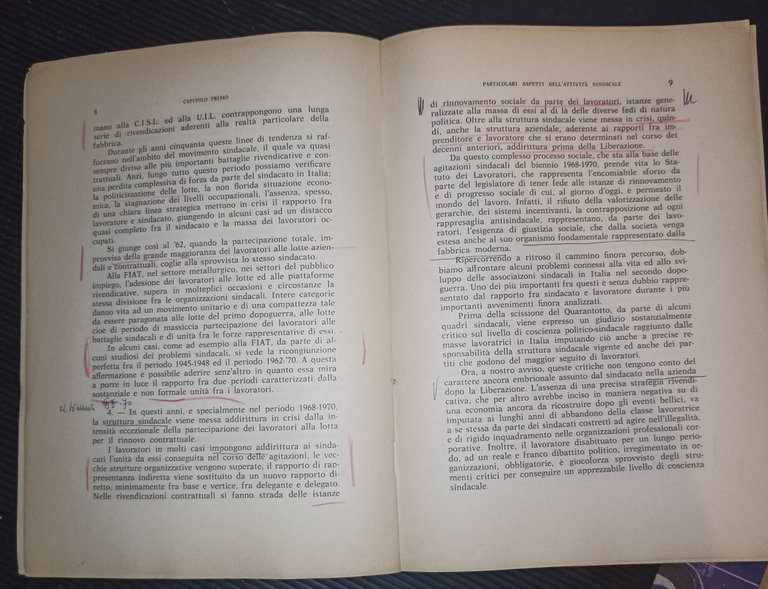 8
CAPITOLO PRIMO
mano alla C.I.S.L. ed alla U.I.L. contrappongono una lunga
serie di rivendicazioni aderenti alla realtà particolare della
fabbrica.
Durante gli anni cinquanta queste linee di tendenza si raf-
forzano nell'ambito del movimento sindacale, il quale va quasi
sempre diviso alle più importanti battaglie rivendicative e con-
trattuali. Anzi, lungo tutto questo periodo possiamo verificare
una perdita complessiva di forza da parte del sindacato in Italia;
la politicizzazione delle lotte, la non florida situazione econo-
mica, la stagnazione dei livelli occupazionali, l'assenza, spesso,
di una chiara linea strategica mettono in crisi il rapporto fra
lavoratore e sindacato, giungendo in alcuni casi ad un distacco
quasi completo fra il sindacato e la massa dei lavoratori oc-
cupati.
Si giunge così al '62, quando la partecipazione totale, im-
provvisa della grande maggioranza dei lavoratori alle lotte azien-
dali e contrattuali, coglie alla sprovvista lo stesso sindacato.
Alla FIAT, nel settore metallurgico, nei settori del pubblico
impiego, l'adesione dei lavoratori alle lotte ed alle piattaforme
rivendicative, supera in molteplici occasioni e circostanze la
stessa divisione fra le organizzazioni sindacali. Intere categorie
danno vita ad un movimento unitario e di una compattezza tale
da essere paragonata alle lotte del primo dopoguerra, alle lotte
cioè di periodo di massiccia partecipazione dei lavoratori alle
battaglie sindacali e di unità fra le forze rappresentative di essi.
In alcuni casi, come ad esempio alla FIAT, da parte di al-
cuni studiosi dei problemi sindacali, si vede la ricongiunzione
perfetta fra il periodo 1945-1948 ed il periodo 1962-'70. A questa
affermazione è possibile aderire senz'altro in quanto essa mira
a porre in luce il rapporto fra due periodi caratterizzati dalla
sostanziale e non formale unità fra i lavoratori.
68-70
2. — In questi anni, e specialmente nel periodo 1968-1970,
la struttura sindacale viene messa addirittura in crisi dalla in-
tensità eccezionale della partecipazione dei lavoratori alla lotta
per il rinnovo contrattuale.
I lavoratori in molti casi impongono addirittura ai sinda-
cati l'unità da essi conseguita nel corso delle agitazioni, le vec-
chie strutture organizzative vengono superate, il rapporto di rap-
presentanza indiretta viene sostituito da un nuovo rapporto di-
retto, minimamente fra base e vertice, fra delegante e delegato.
Nelle rivendicazioni contrattuali si fanno strada delle istanze
PARTICOLARI ASPETTI DELL'ATTIVITÀ SINDACALE
9
di rinnovamento sociale da parte dei lavoratori, istanze gene-
ralizzate alla massa di essi al di là delle diverse fedi di natura
politica. Oltre alla struttura sindacale viene messa in crisi, quin-
di, anche la struttura aziendale, aderente ai rapporti fra im-
prenditore e lavoratore che si erano determinati nel corso dei
decenni anteriori, addirittura prima della Liberazione.
Da questo complesso processo sociale, che sta alla base delle
agitazioni sindacali del biennio 1968-1970, prende vita lo Sta-
tuto dei Lavoratori, che rappresenta l'encomiabile sforzo da
parte del legislatore di tener fede alle istanze di rinnovamento
e di progresso sociale di cui, al giorno d'oggi, è permeato il
mondo del lavoro. Infatti, il rifiuto della valorizzazione delle
gerarchie, dei sistemi incentivanti, la contrapposizione ad ogni
rappresaglia antisindacale, rappresentano, da parte dei lavo-
ratori, l'esigenza di giustizia sociale, che dalla società venga
estesa anche al suo organismo fondamentale rappresentato dalla
fabbrica moderna.
Ripercorrendo a ritroso il cammino finora percorso, dob-
biamo affrontare alcuni problemi connessi alla vita ed allo svi-
luppo delle associaizoni sindacali in Italia nel secondo dopo-
guerra. Uno dei più importanti fra questi è senza dubbio rappre-
sentato dal rapporto fra sindacato e lavoratore durante i più
importanti avvenimenti finora analizzati.
Prima della scissione del Quarantotto, da parte di alcuni
quadri sindacali, viene espresso un giudizio sostanzialmente
critico sul livello di coscienza politico-sindacale raggiunto dalle
masse lavoratrici in Italia imputando ciò anche a precise re-
sponsabilità della struttura sindacale vigente ed anche dei par-
titi che godono del maggior seguito di lavoratori.
Ora, a nostro avviso, queste critiche non tengono conto del
carattere ancora embrionale assunto dal sindacato nella azienda
dopo la Liberazione. L'assenza di una precisa strategia rivendi-
cativa, che per altro avrebbe inciso in maniera negativa su di
una economia ancora da ricostruire dopo gli eventi bellici, va
imputata ai lunghi anni di abbandono della classe lavoratrice
a se stessa da parte dei sindacati costretti ad agire nell'illegalità,
e di rigido inquadramento nelle organizzazioni professionali cor-
porative. Inoltre, il lavoratore disabituato per un lungo perio-
do, ad un reale e franco dibattito politico, irregimentato in or-
ganizzazioni, obbligatorie, è giocoforza sprovvisto degli stru-
menti critici per conseguire un apprezzabile livello di coscienza
sindacale.